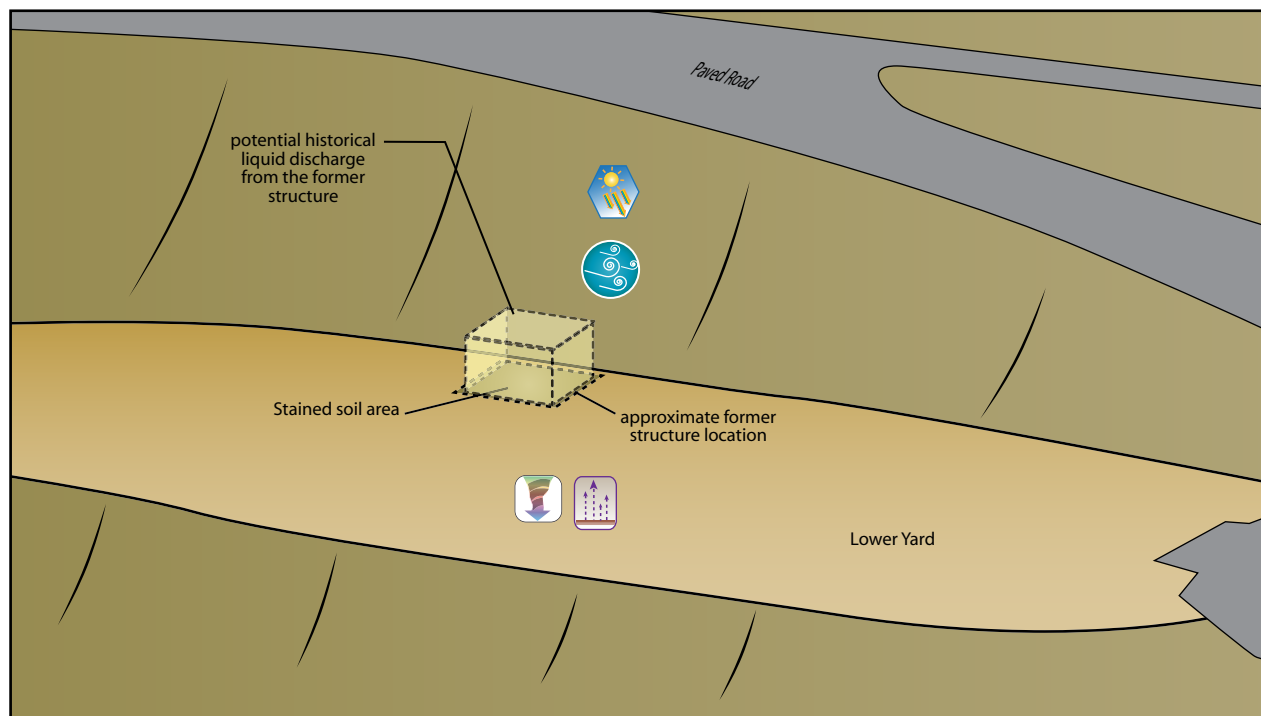 Paved Road
potential historical
liquid discharge
from the former
structure
Stained soil area
approximate former
structure location
Lower Yard